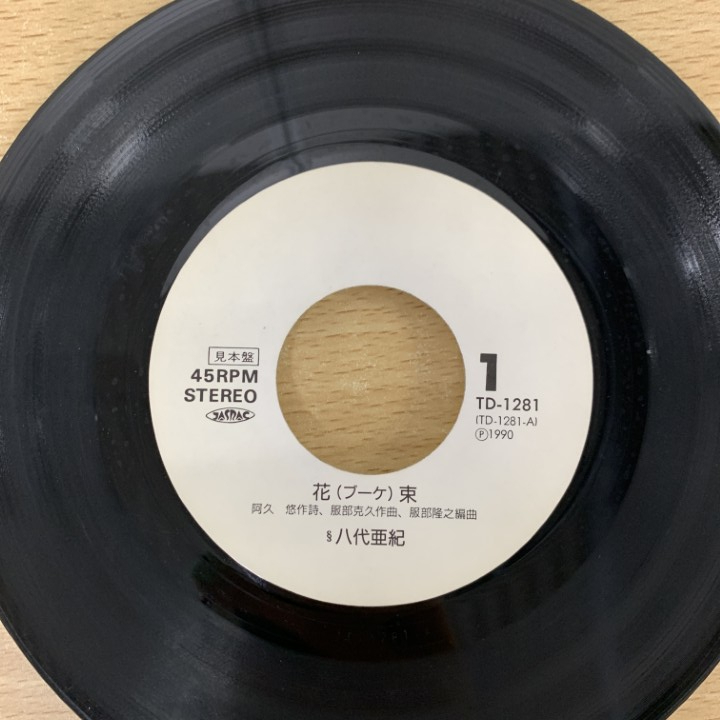 見本盤
45RPM
STEREO
JASRAC
1
TD-1281
(TD-1281-A)
Ⓟ1990
花(ブーケ)束
阿久 悠作詩、服部克久作曲、服部隆之編曲
§八代亜紀